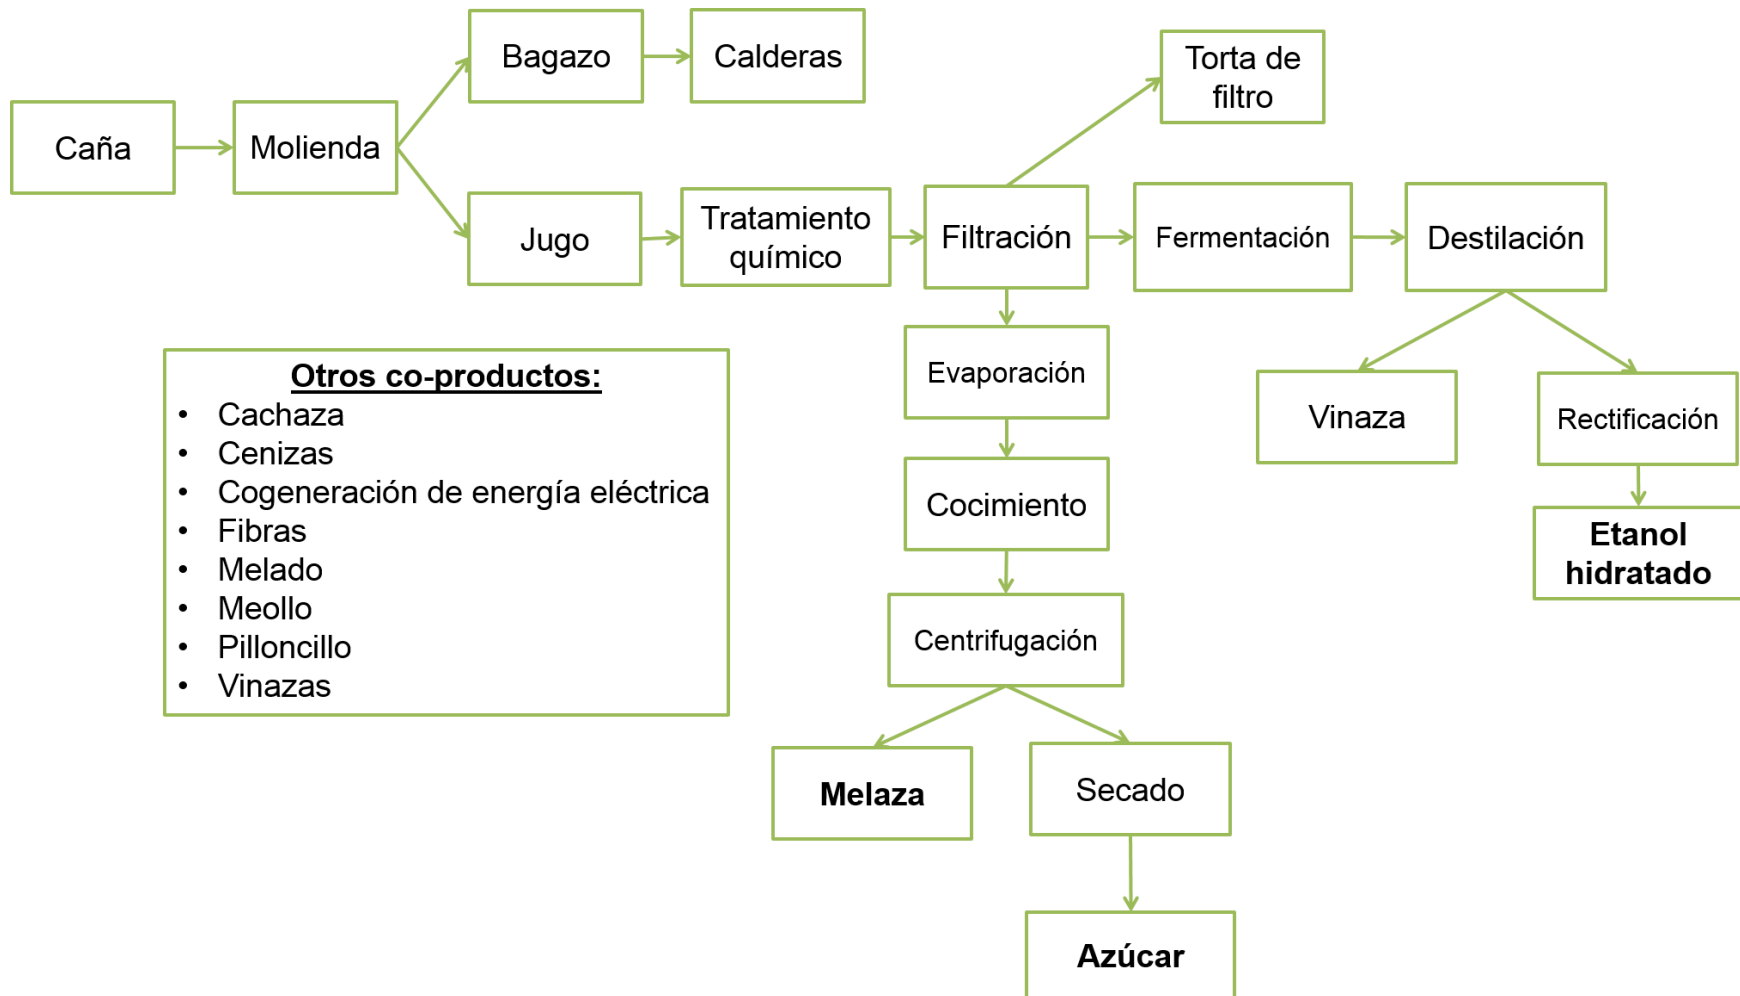 Caña
Molienda
Bagazo
Calderas
Jugo
Tratamiento
químico
Filtración
Torta de
filtro
Fermentación
Destilación
Vinaza
Rectificación
Etanol
hidratado
Evaporación
Cocimiento
Centrifugación
Melaza
Secado
Azúcar
Otros co-productos:
• Cachaza
• Cenizas
• Cogeneración de energía eléctrica
• Fibras
• Melado
• Meollo
• Pilloncillo
• Vinazas